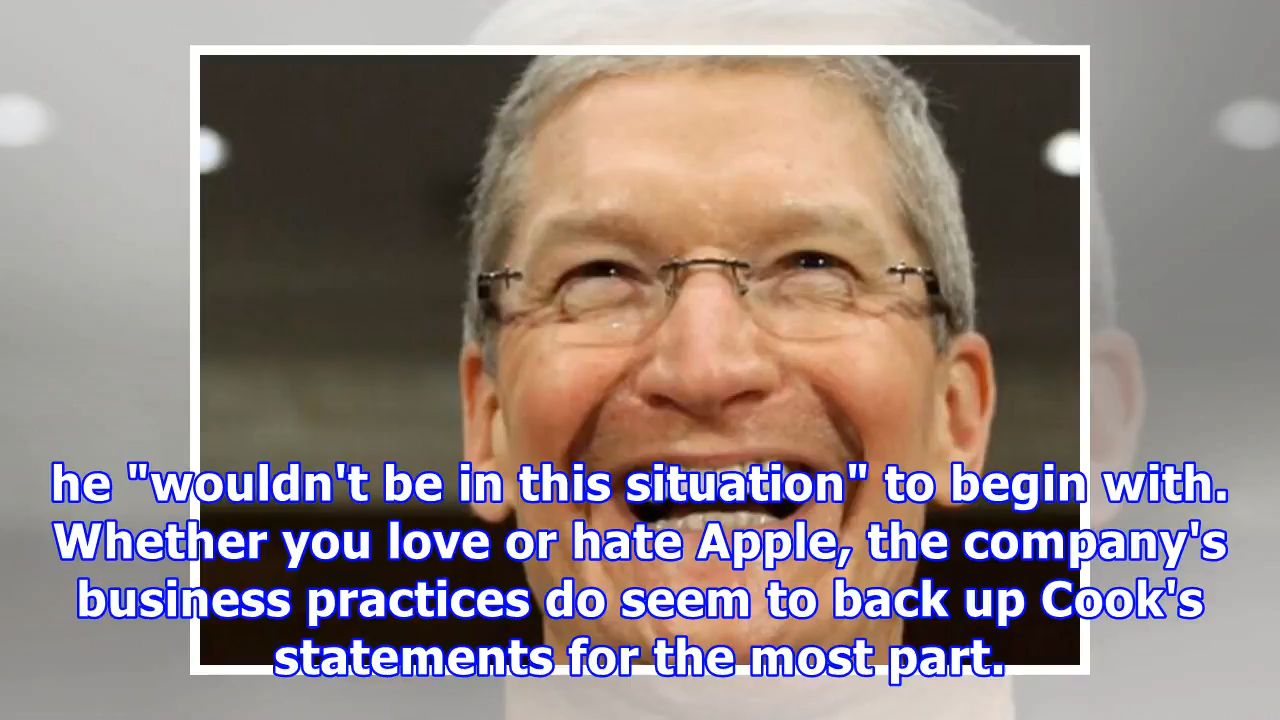 he "wouldn't be in this situation" to begin with.
Whether you love or hate Apple, the company's
business practices do seem to back up Cook's
statements for the most part.